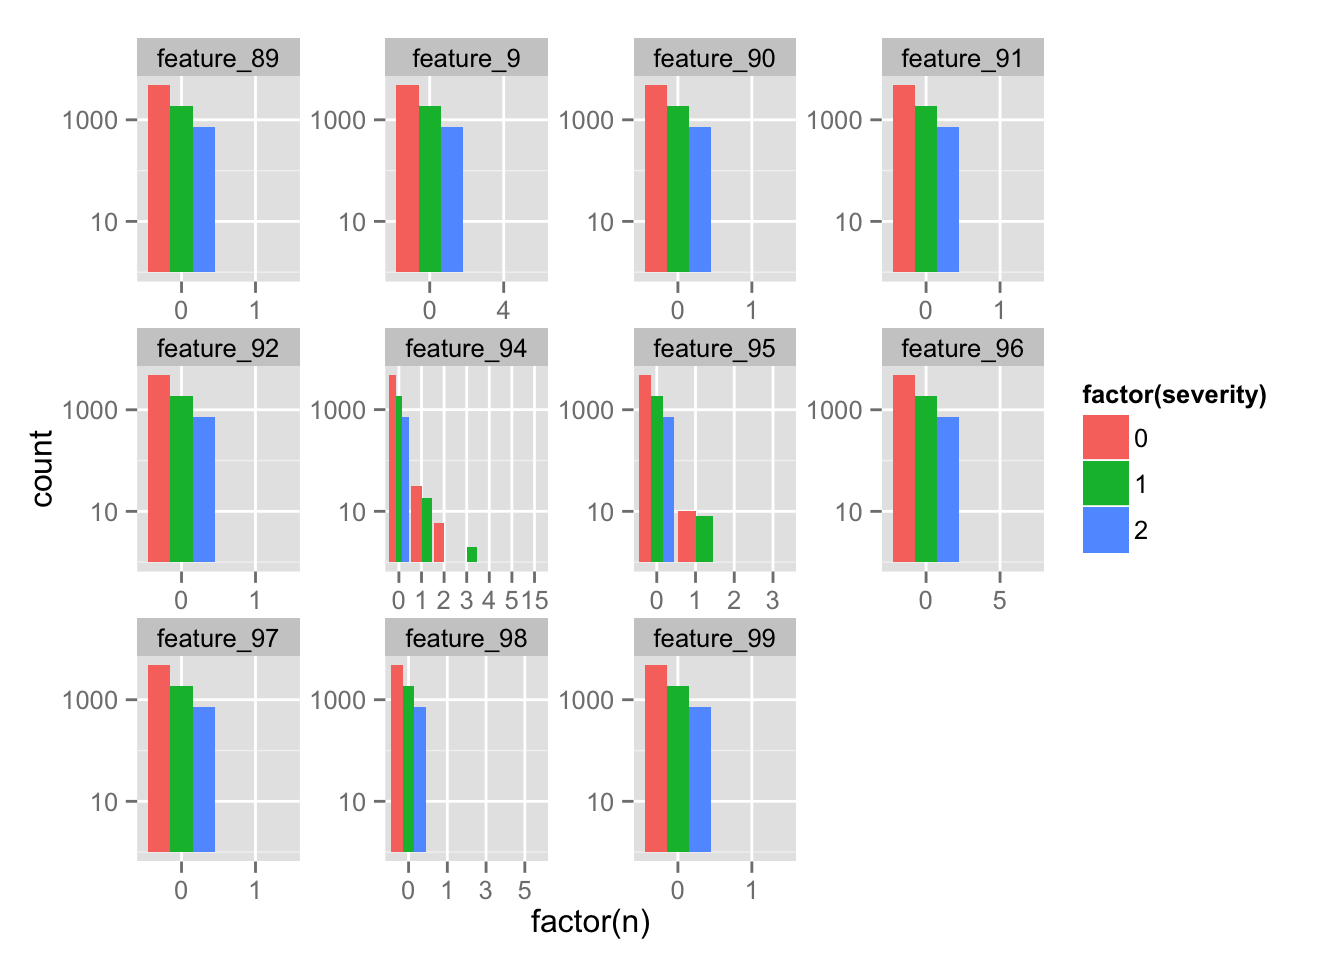 feature_89 feature_9 feature_90 feature_91
1000 1000 1000 1000
10 10 10 10
0 1 0 4 0 1 0 1
feature_92 feature_94 feature_95 feature_96
factor(severity)
1000 1000 1000 1000
0
count
1
10 10 10 10
2
0 1 0 1 2 3 4 5 15 0 1 2 3 0 5
feature_97 feature_98 feature_99
1000 1000 1000
10 10 10
0 1 0 1 3 5 0 1
factor(n)